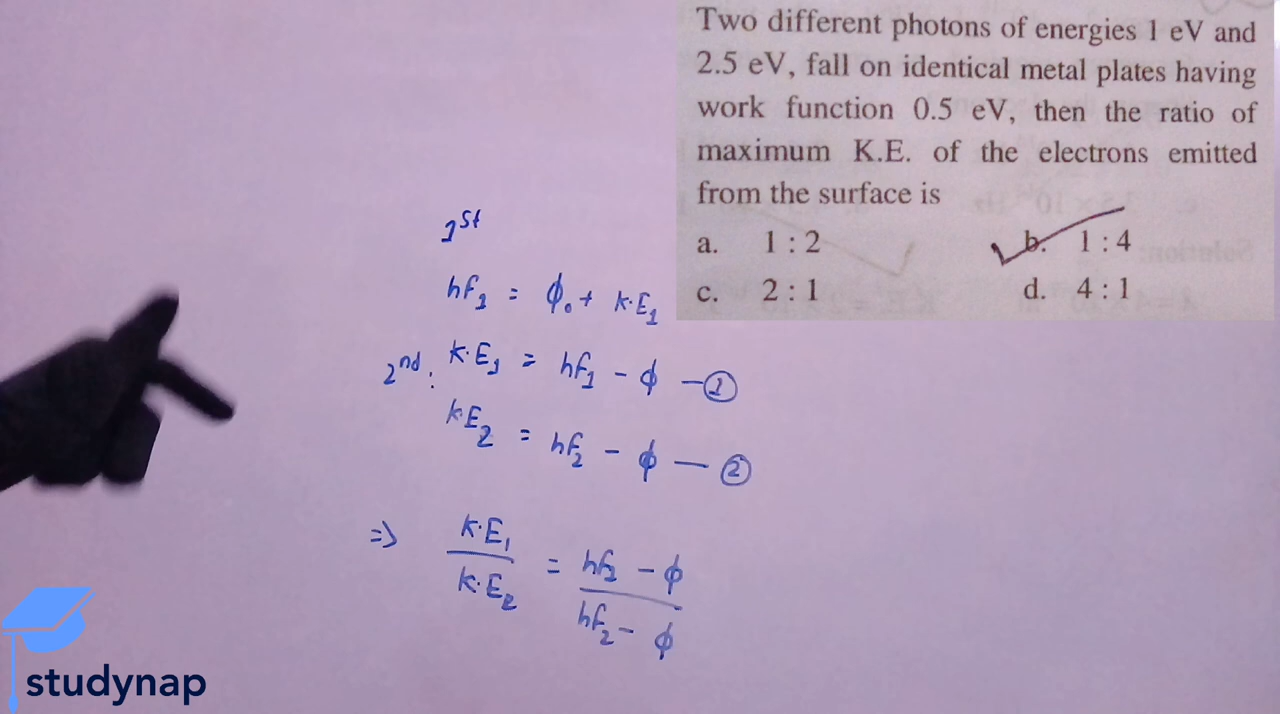 Two different photons of energies 1 eV and
2.5 eV, fall on identical metal plates having
work function 0.5 eV, then the ratio of
maximum K.E. of the electrons emitted
from the surface is
a. 1 : 2 b. 1 : 4
c. 2 : 1 d. 4 : 1
1st
hf₁ = ϕ₀ + K.E₁
2nd: K.E₁ = hf₁ - ϕ —①
KE₂ = hf₂ - ϕ —②
=> K.E₁/K.E₂ = hf₁ - ϕ/hf₂ - ϕ
studynap